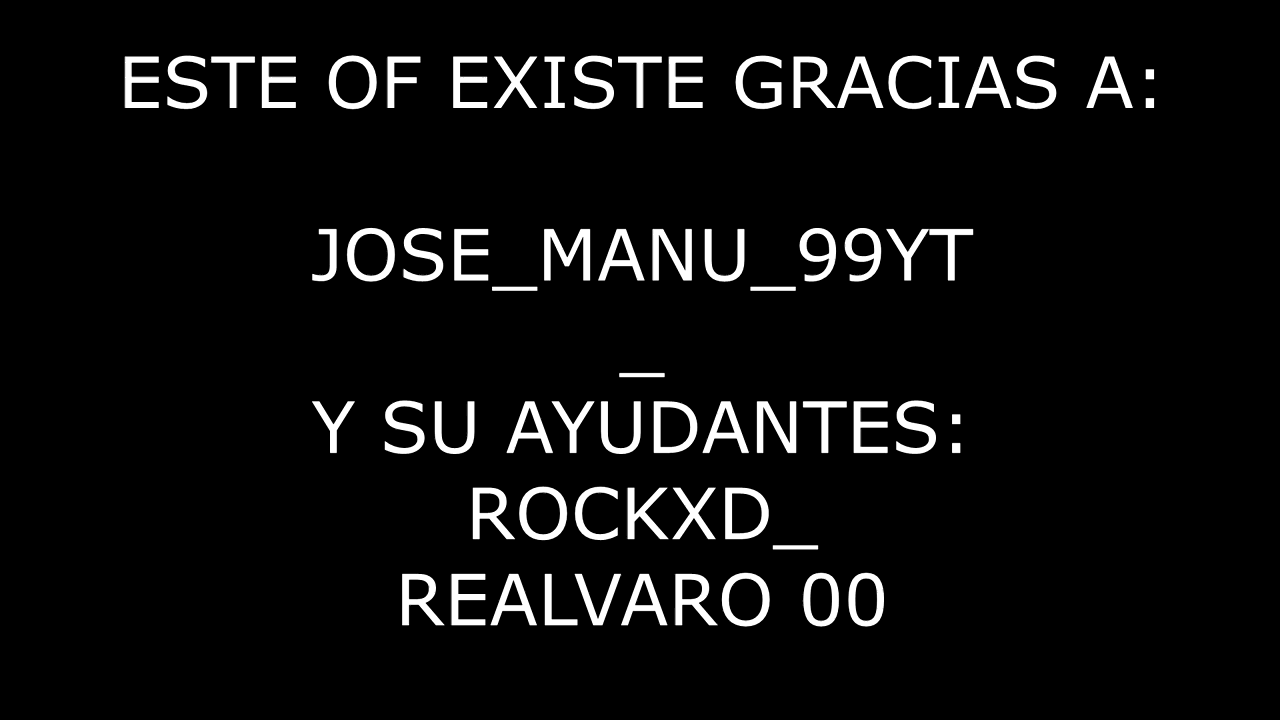 ESTE OF EXISTE GRACIAS A:
JOSE_MANU_99YT
_
Y SU AYUDANTES:
ROCKXD_
REALVARO 00